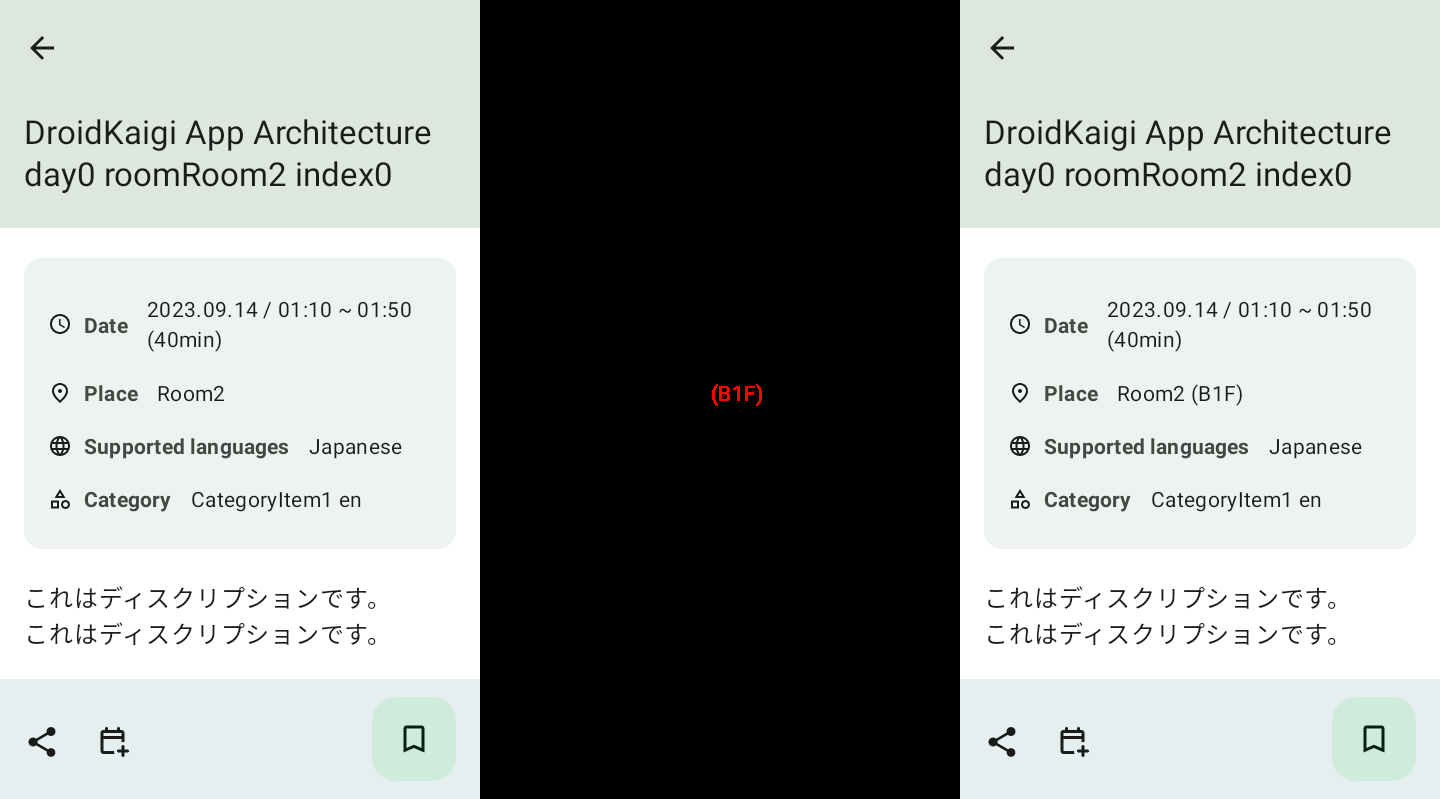 DroidKaigi App Architecture
day0 roomRoom2 index0
Date 2023.09.14 / 01:10 ~ 01:50
(40min)
Place Room2
Supported languages Japanese
Category CategoryItem1 en
これはディスクリプションです。
これはディスクリプションです。
(B1F)
DroidKaigi App Architecture
day0 roomRoom2 index0
Date 2023.09.14 / 01:10 ~ 01:50
(40min)
Place Room2 (B1F)
Supported languages Japanese
Category CategoryItem1 en
これはディスクリプションです。
これはディスクリプションです。